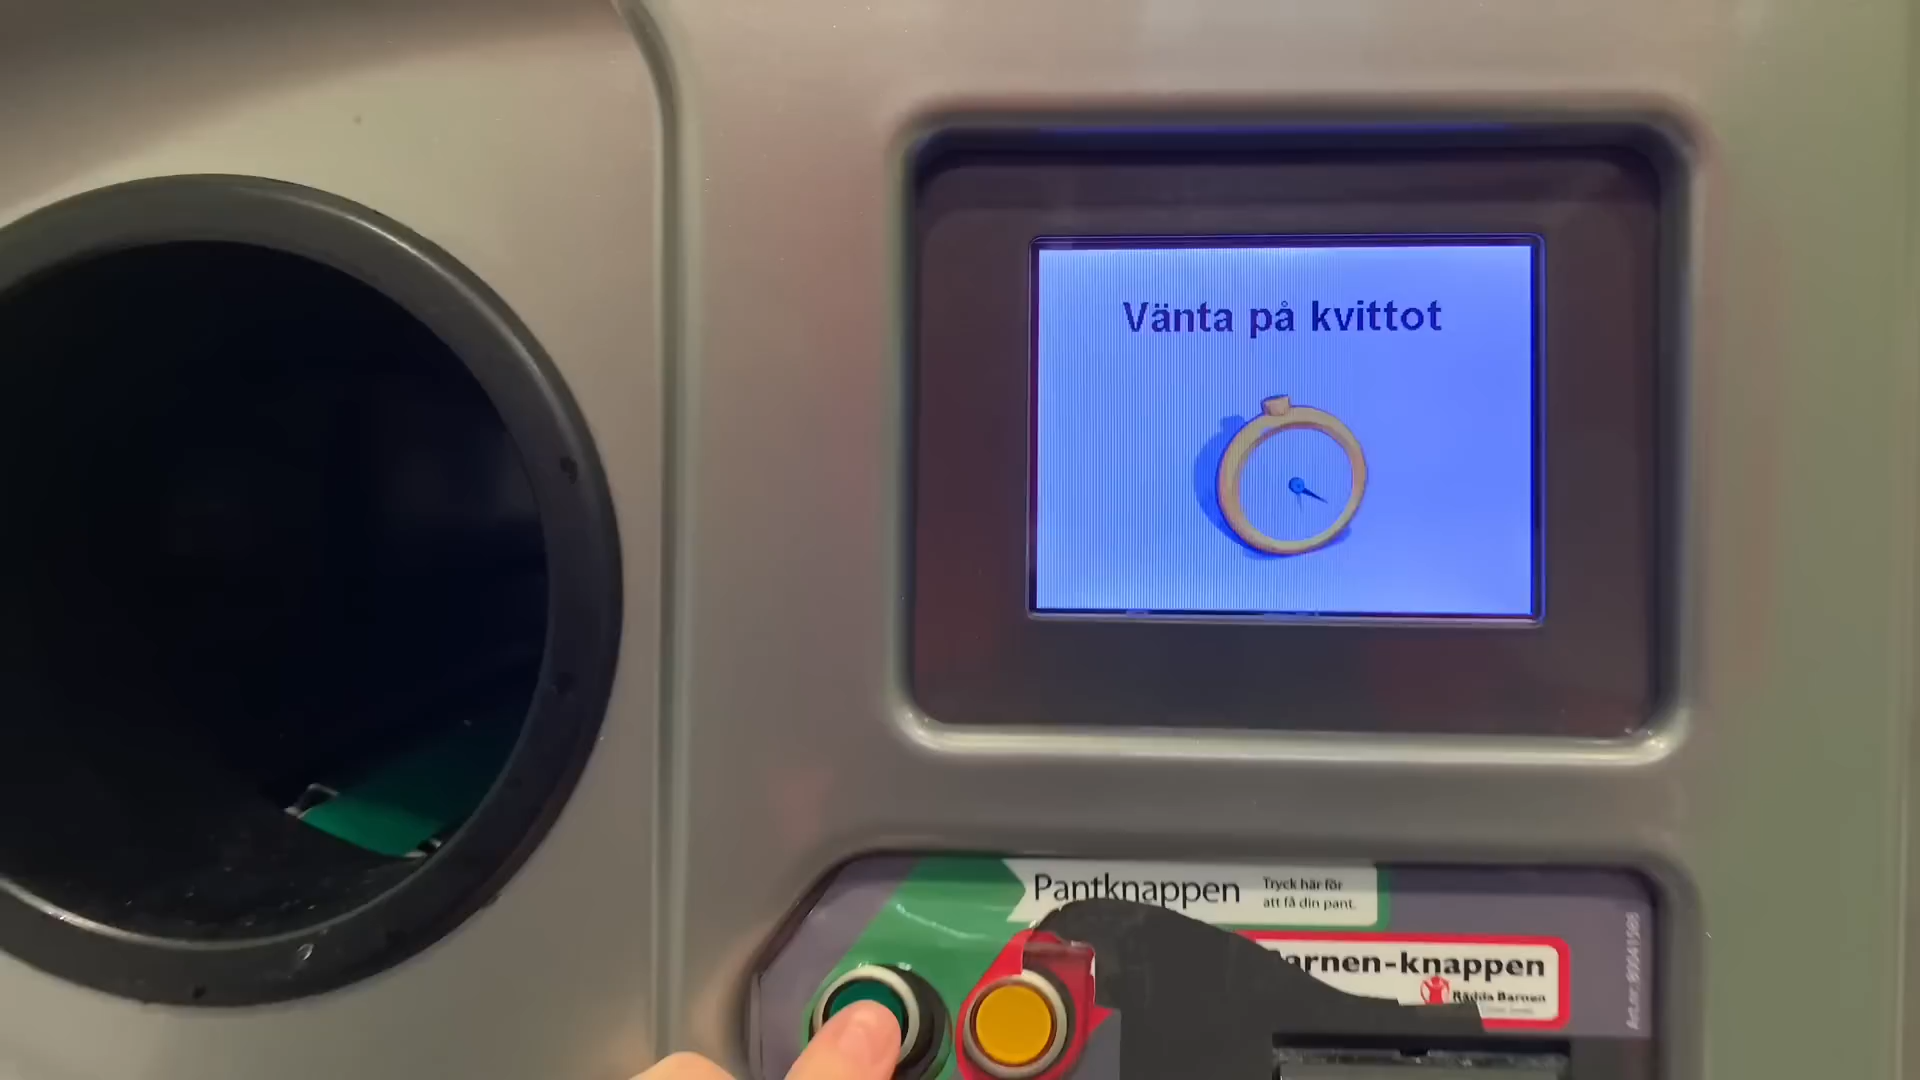 Vänta på kvittot
Pantknappen
Tryck här för
att få din pant.
arnen-knappen
Rädda Barnen